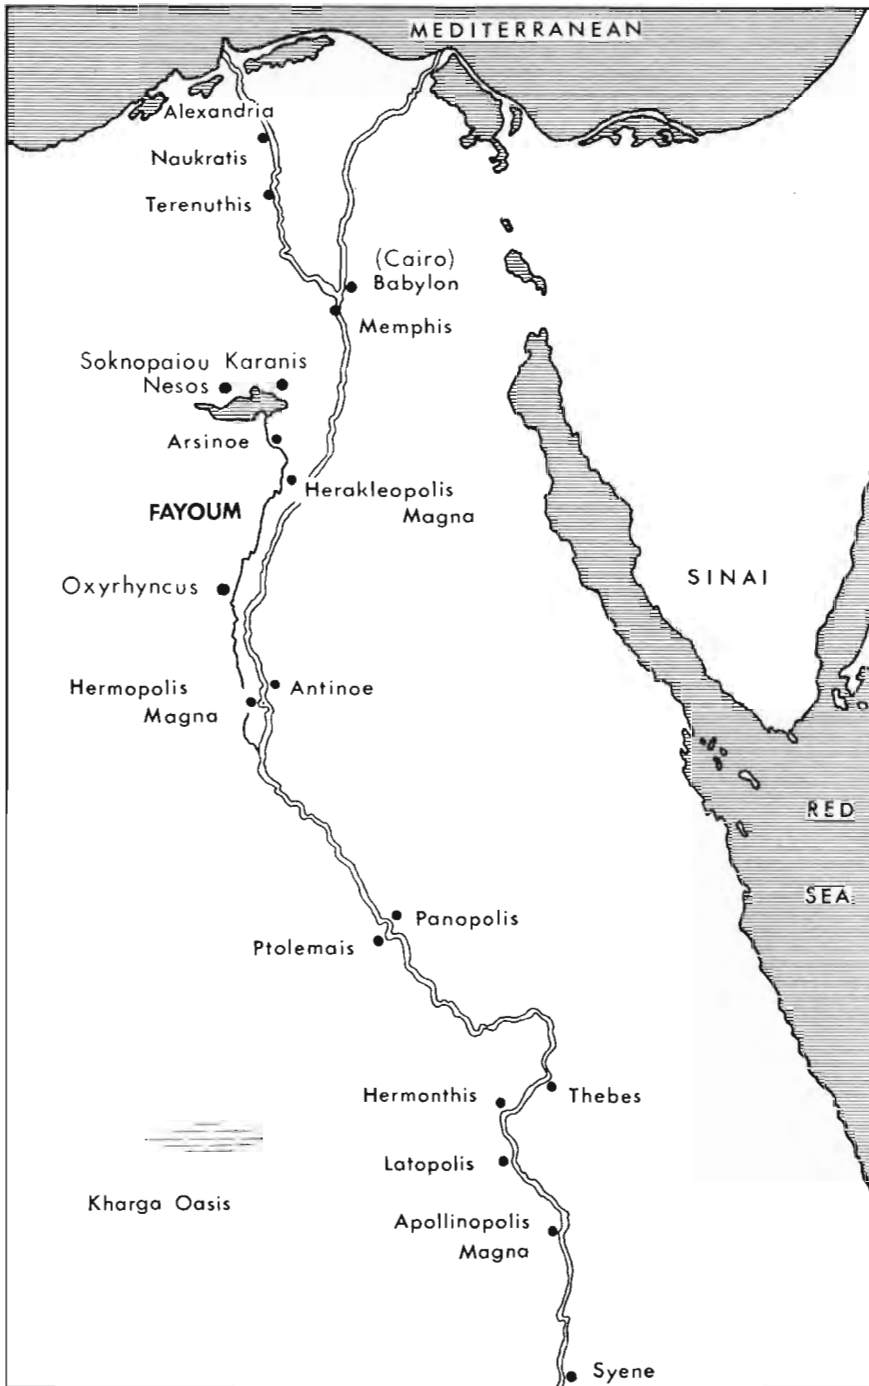 MEDITERRANEAN
Alexandria
Naukratis
Terenuthis
(Cairo)
Babylon
Memphis
Soknopaiou Karanis
Nesos
Arsinoe
Herakleopolis
Magna
FAYOUM
SINAI
Oxyrhyncus
Hermopolis
Magna
Antinoe
RED
SEA
Panopolis
Ptolemais
Hermonthis
Thebes
Latopolis
Kharga Oasis
Apollinopolis
Magna
Syene